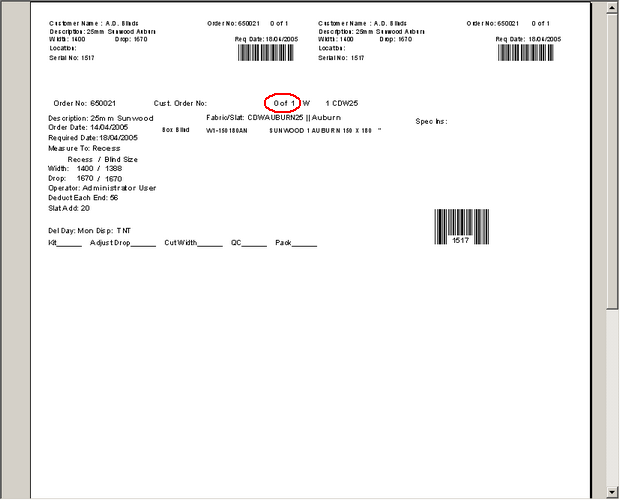 Customer Name : A.D. Blinds Order No: 650021 0 of 1
Description: 25mm Sunwood Auburn
Width: 1400 Drop: 1670 Req Date: 18/04/2005
Location:
Serial No: 1517
Customer Name : A.D. Blinds Order No: 650021 0 of 1
Description: 25mm Sunwood Auburn
Width: 1400 Drop: 1670 Req Date: 18/04/2005
Location:
Serial No: 1517
Order No: 650021 Cust. Order No: 0 of 1 W 1 CDW25
Description: 25mm Sunwood Fabric/Slat: CDWAUBURN25 || Auburn Spec Ins:
Order Date: 14/04/2005 Box Blind W1-150180AN SUNWOOD 1 AUBURN 150 X 180 "
Required Date: 18/04/2005
Measure To: Recess
Recess / Blind Size
Width: 1400 / 1388
Drop: 1670 / 1670
Operator: Administrator User
Deduct Each End: 56
Slat Add: 20
1517
Del Day: Mon Disp: TNT
Kit______ Adjust Drop______ Cut Width______ QC______ Pack______